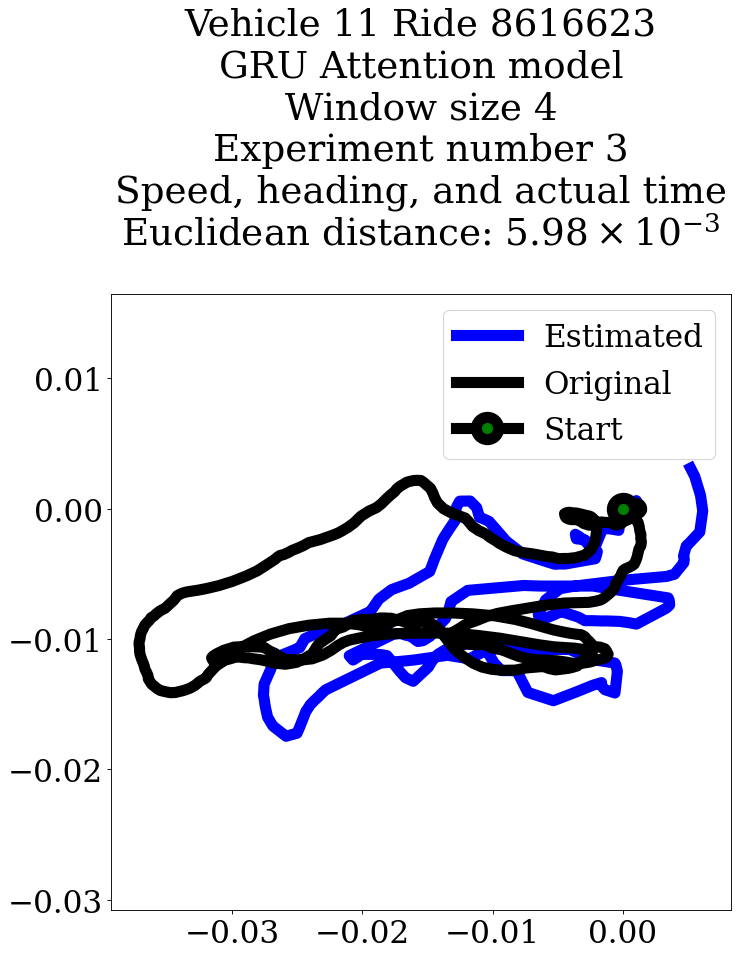 Vehicle 11 Ride 8616623
GRU Attention model
Window size 4
Experiment number 3
Speed, heading, and actual time
Euclidean distance: 5.98 × 10⁻³
Estimated
Original
Start
0.01
0.00
−0.01
−0.02
−0.03
−0.03 −0.02 −0.01 0.00